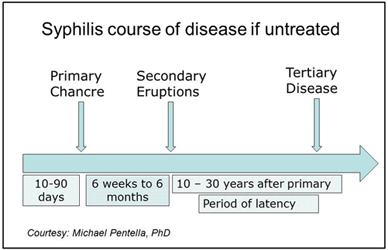 Syphilis course of disease if untreated
Primary
Chancre
Secondary
Eruptions
Tertiary
Disease
10-90
days
6 weeks to 6
months
10 – 30 years after primary
Period of latency
Courtesy: Michael Pentella, PhD